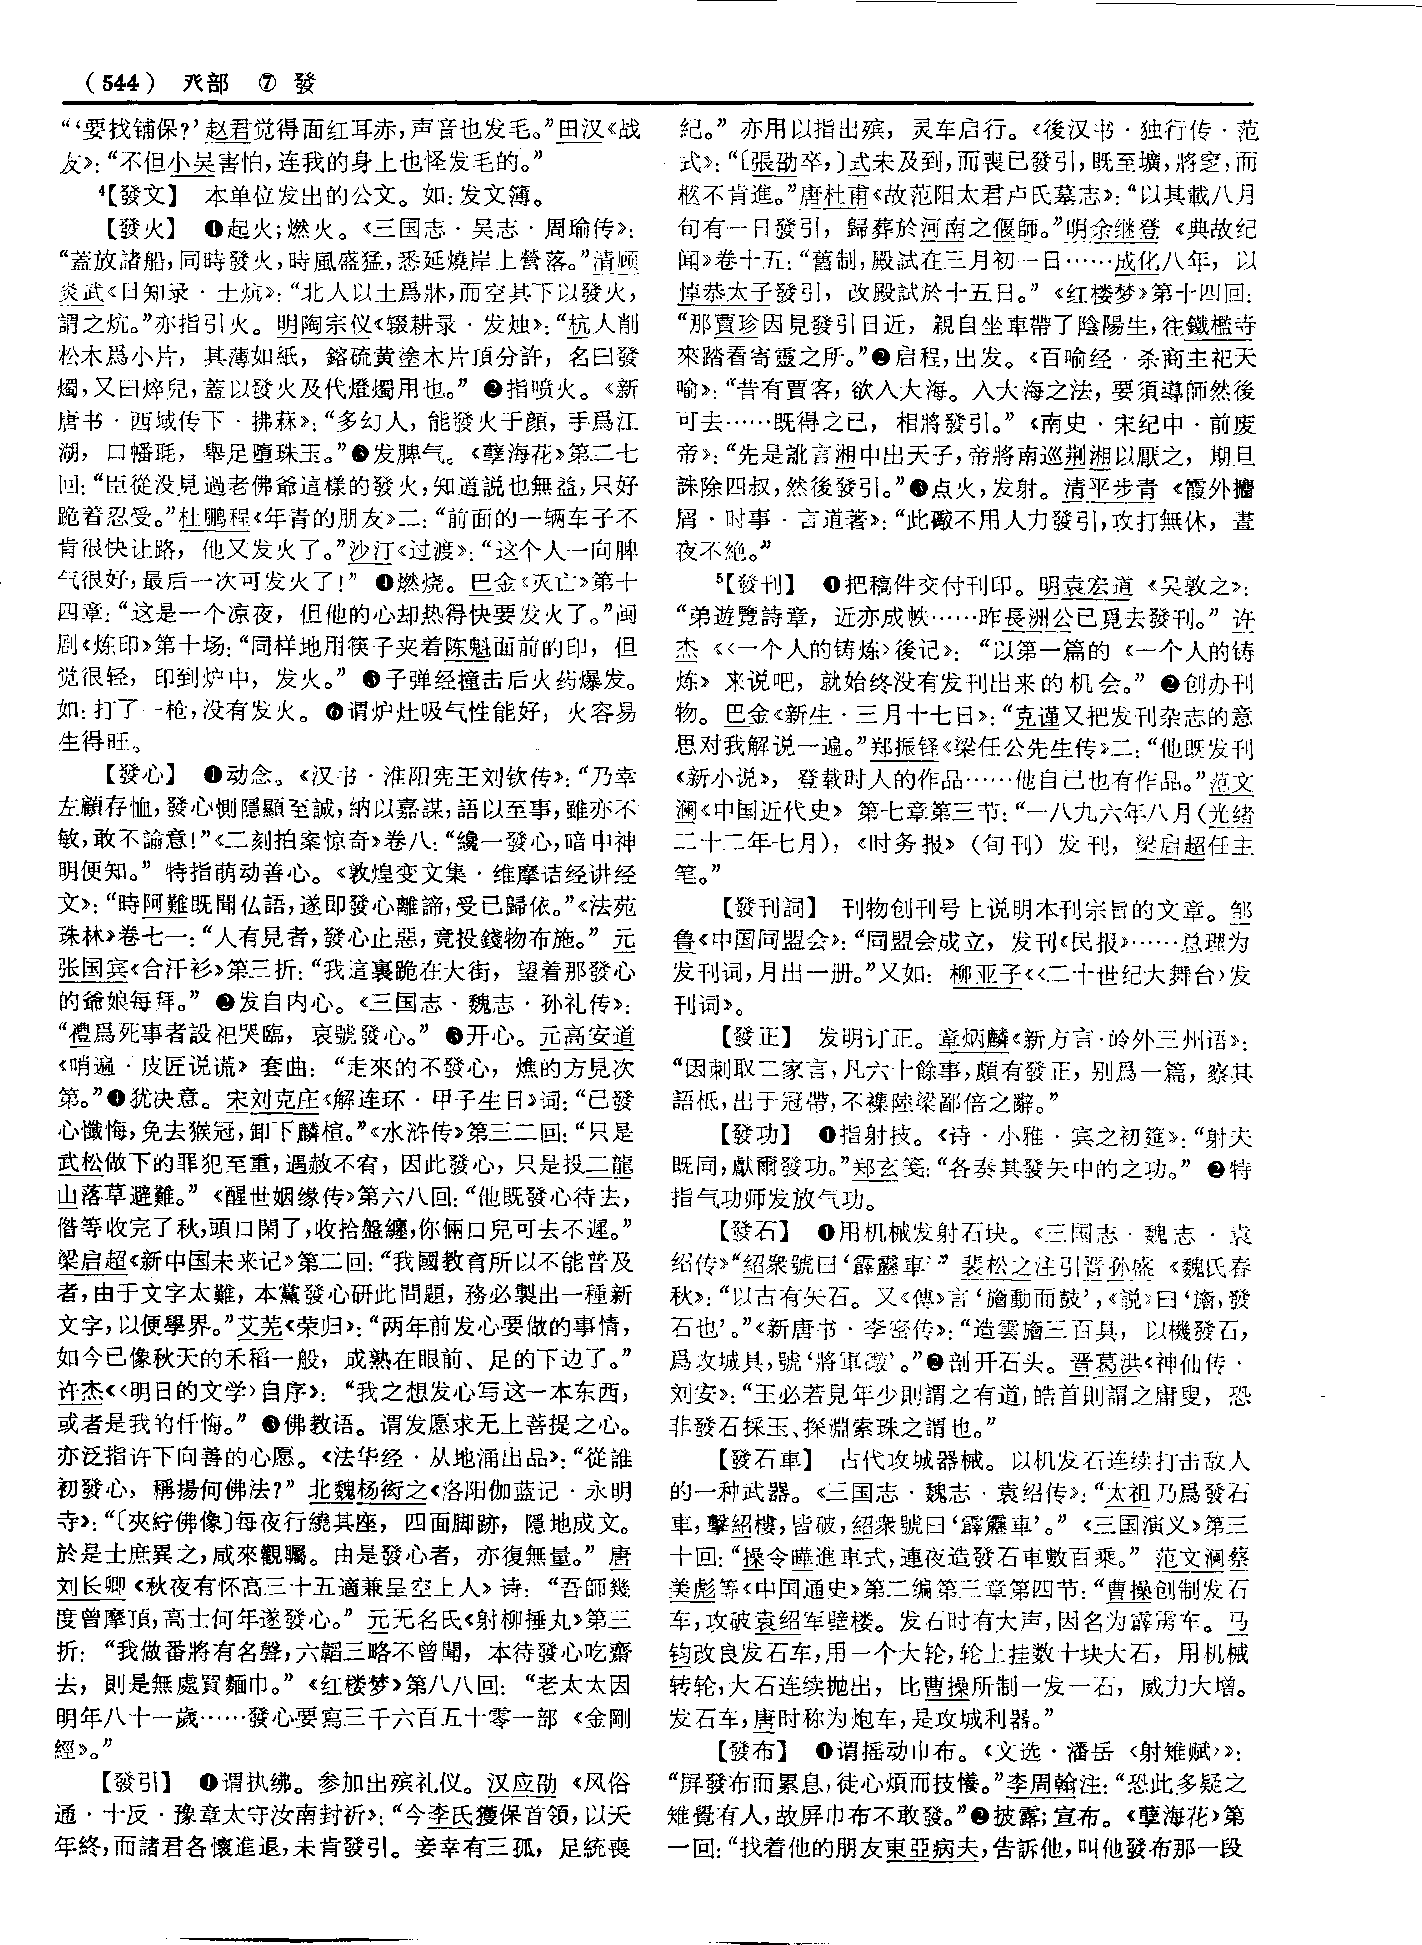 （544） 癶部 ⑦ 發
“‘要找铺保?’赵君觉得面红耳赤，声音也发毛。”田汉《战
友》：“不但小吴害怕，连我的身上也怪发毛的。”
⁴【發文】 本单位发出的公文。如：发文簿。
【發火】 ❶起火；燃火。《三国志·吴志·周瑜传》：
“蓋放諸船，同時發火，時風盛猛，悉延燒岸上營落。”清顾
炎武《日知录·土炕》：“北人以土爲牀，而空其下以發火，
謂之炕。”亦指引火。明陶宗仪《辍耕录·发烛》：“杭人削
松木爲小片，其薄如紙，鎔硫黄塗木片頂分許，名曰發
燭，又曰焠兒，蓋以發火及代燈燭用也。” ❷指喷火。《新
唐书·西域传下·拂菻》：“多幻人，能發火于顔，手爲江
湖，口幡毦，舉足墮珠玉。”❸发脾气。《孽海花》第二七
回：“臣從没見過老佛爺這樣的發火，知道説也無益，只好
跪着忍受。”杜鹏程《年青的朋友》二：“前面的一辆车子不
肯很快让路，他又发火了。”沙汀《过渡》：“这个人一向脾
气很好，最后一次可发火了！” ❹燃烧。巴金《灭亡》第十
四章：“这是一个凉夜，但他的心却热得快要发火了。”闽
剧《炼印》第十场：“同样地用筷子夹着陈魁面前的印，但
觉很轻，印到炉中，发火。” ❺子弹经撞击后火药爆发。
如：打了一枪，没有发火。❻谓炉灶吸气性能好，火容易
生得旺。
【發心】 ❶动念。《汉书·淮阳宪王刘钦传》：“乃幸
左顧存恤，發心惻隱顯至誠，納以嘉謀，語以至事，雖亦不
敏，敢不諭意！”《二刻拍案惊奇》卷八：“纔一發心，暗中神
明便知。” 特指萌动善心。《敦煌变文集·维摩诘经讲经
文》：“時阿難既聞仏語，遂即發心離諦，受已歸依。”《法苑
珠林》卷七一：“人有見者，發心止惡，竟投錢物布施。” 元
张国宾《合汗衫》第三折：“我這裏跪在大街，望着那發心
的爺娘每拜。” ❷发自内心。《三国志·魏志·孙礼传》：
“禮爲死事者設祀哭臨，哀號發心。” ❸开心。元高安道
《哨遍·皮匠说谎》套曲：“走來的不發心，燋的方見次
第。”❹犹决意。宋刘克庄《解连环·甲子生日》词：“已發
心懺悔，免去猴冠，卸下麟楦。”《水浒传》第三二回：“只是
武松做下的罪犯至重，遇赦不宥，因此發心，只是投二龍
山落草避難。”《醒世姻缘传》第六八回：“他既發心待去，
偺等收完了秋，頭口閑了，收拾盤纏，你倆口兒可去不遲。”
梁启超《新中国未来记》第二回：“我國教育所以不能普及
者，由于文字太難，本黨發心研此問題，務必製出一種新
文字，以便學界。”艾芜《荣归》：“两年前发心要做的事情，
如今已像秋天的禾稻一般，成熟在眼前、足的下边了。”
许杰《〈明日的文学〉自序》：“我之想发心写这一本东西，
或者是我的忏悔。” ❺佛教语。谓发愿求无上菩提之心。
亦泛指许下向善的心愿。《法华经·从地涌出品》：“從誰
初發心，稱揚何佛法？” 北魏杨衒之《洛阳伽蓝记·永明
寺》：“〔夾紵佛像〕每夜行繞其座，四面脚跡，隱地成文。
於是士庶異之，咸來觀矚。由是發心者，亦復無量。” 唐
刘长卿《秋夜有怀高三十五適兼呈空上人》诗：“吾師幾
度曾摩頂，高士何年遂發心。” 元无名氏《射柳捶丸》第三
折：“我做番將有名聲，六韜三略不曾聞，本待發心吃齋
去，則是無處買麵巾。”《红楼梦》第八八回：“老太太因
明年八十一歲……發心要寫三千六百五十零一部《金剛
經》。”
【發引】 ❶谓执绋。参加出殡礼仪。汉应劭《风俗
通·十反·豫章太守汝南封祈》：“今李氏獲保首領，以天
年終，而諸君各懷進退，未肯發引。妾幸有三孤，足統喪
紀。” 亦用以指出殡，灵车启行。《後汉书·独行传·范
式》：“〔張劭卒，〕式未及到，而喪已發引，既至壙，將窆，而
柩不肯進。”唐杜甫《故范阳太君卢氏墓志》：“以其載八月
旬有一日發引，歸葬於河南之偃師。”明余继登《典故纪
闻》卷十五：“舊制，殿試在三月初一日……成化八年，以
悼恭太子發引，改殿試於十五日。”《红楼梦》第十四回：
“那賈珍因見發引日近，親自坐車帶了陰陽生，往鐵檻寺
來踏看寄靈之所。”❷启程，出发。《百喻经·杀商主祀天
喻》：“昔有賈客，欲入大海。入大海之法，要須導師然後
可去……既得之已，相將發引。”《南史·宋纪中·前废
帝》：“先是訛言湘中出天子，帝將南巡荆湘以厭之，期旦
誅除四叔，然後發引。”❸点火，发射。清平步青《霞外攟
屑·时事·言道著》：“此礮不用人力發引，攻打無休，晝
夜不絶。”
⁵【發刊】 ❶把稿件交付刊印。明袁宏道《吴敦之》：
“弟遊覽詩章，近亦成帙……昨長洲公已覓去發刊。” 许
杰《〈一个人的铸炼〉後记》：“以第一篇的《一个人的铸
炼》来说吧，就始终没有发刊出来的机会。” ❷创办刊
物。巴金《新生·三月十七日》：“克谨又把发刊杂志的意
思对我解说一遍。”郑振铎《梁任公先生传》二：“他既发刊
《新小说》，登载时人的作品……他自己也有作品。”范文
澜《中国近代史》第七章第三节：“一八九六年八月（光绪
二十二年七月），《时务报》（旬刊）发刊，梁启超任主
笔。”
【發刊詞】 刊物创刊号上说明本刊宗旨的文章。邹
鲁《中国同盟会》：“同盟会成立，发刊《民报》……总理为
发刊词，月出一册。”又如：柳亚子《〈二十世纪大舞台〉发
刊词》。
【發正】 发明订正。章炳麟《新方言·岭外三州语》：
“因刺取二家言，凡六十餘事，頗有發正，别爲一篇，察其
語柢，出于冠帶，不襍陸梁鄙倍之辭。”
【發功】 ❶指射技。《诗·小雅·宾之初筵》：“射夫
既同，獻爾發功。”郑玄笺：“各奏其發矢中的之功。” ❷特
指气功师发放气功。
【發石】 ❶用机械发射石块。《三国志·魏志·袁
绍传》“紹衆號曰‘霹靂車’” 裴松之注引晋孙盛《魏氏春
秋》：“以古有矢石。又《傳》言‘旝動而鼓’，《説》曰‘旝，發
石也’。”《新唐书·李密传》：“造雲旝三百具，以機發石，
爲攻城具，號‘將軍礮’。”❷剖开石头。晋葛洪《神仙传·
刘安》：“王必若見年少則謂之有道，皓首則謂之庸叟，恐
非發石採玉、探淵索珠之謂也。”
【發石車】 古代攻城器械。以机发石连续打击敌人
的一种武器。《三国志·魏志·袁绍传》：“太祖乃爲發石
車，擊紹樓，皆破，紹衆號曰‘霹靂車’。”《三国演义》第三
十回：“操令曄進車式，連夜造發石車數百乘。” 范文澜蔡
美彪等《中国通史》第二编第三章第四节：“曹操创制发石
车，攻破袁绍军壁楼。发石时有大声，因名为霹雳车。马
钧改良发石车，用一个大轮，轮上挂数十块大石，用机械
转轮，大石连续抛出，比曹操所制一发一石，威力大增。
发石车，唐时称为炮车，是攻城利器。”
【發布】 ❶谓摇动巾布。《文选·潘岳〈射雉赋〉》：
“屏發布而累息，徒心煩而技懩。”李周翰注：“恐此多疑之
雉覺有人，故屏巾布不敢發。”❷披露；宣布。《孽海花》第
一回：“找着他的朋友東亞病夫，告訴他，叫他發布那一段